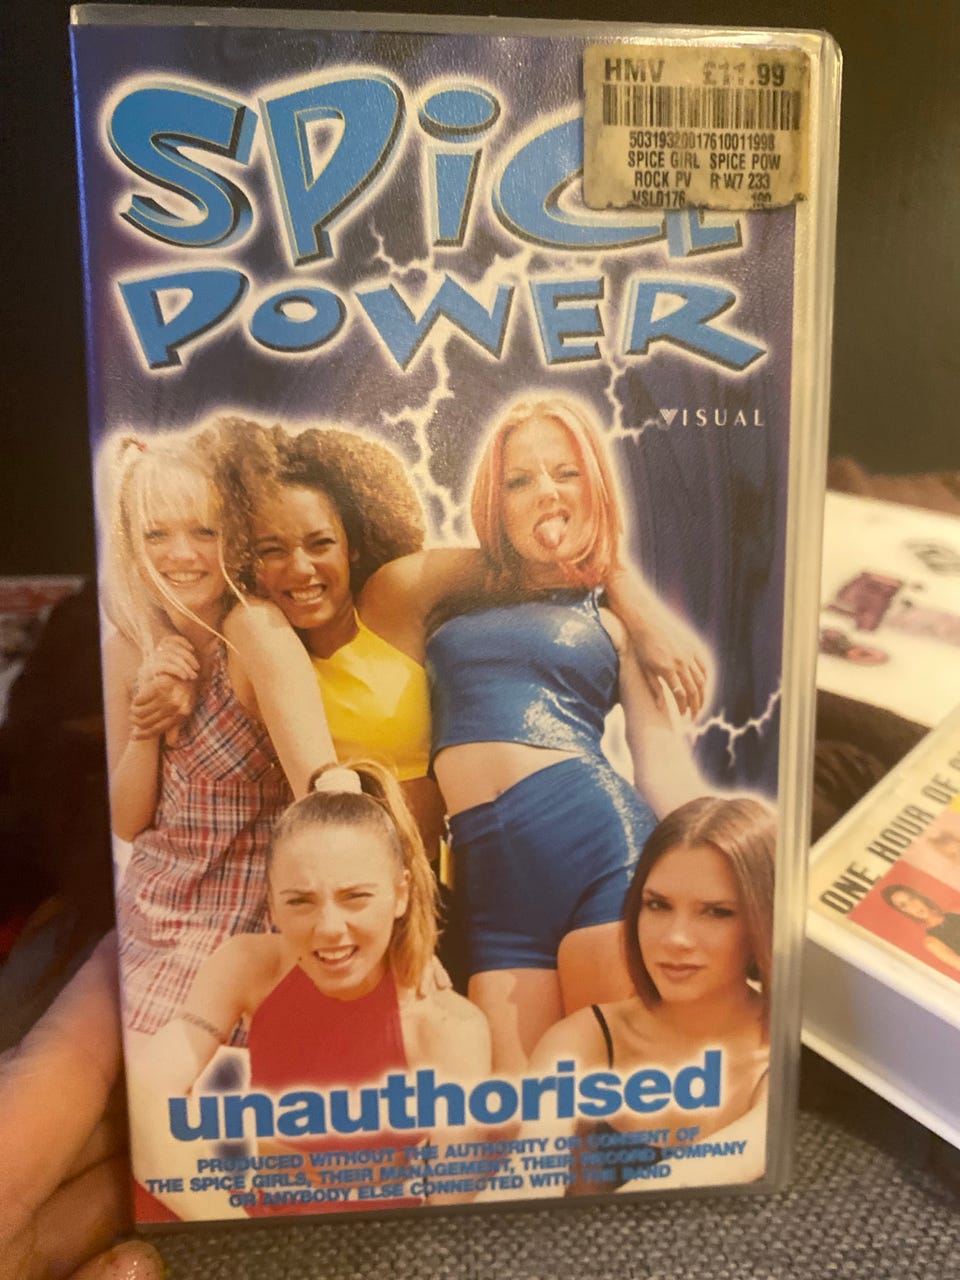 HMV £11.99
50319320017610011998
SPICE GIRL SPICE POW
ROCK PV R W7 233
VSL0176 100
SPICE
POWER
VISUAL
ONE HOUR OF
unauthorised
PRODUCED WITHOUT THE AUTHORITY OR CONSENT OF
THE SPICE GIRLS, THEIR MANAGEMENT, THEIR RECORD COMPANY
OR ANYBODY ELSE CONNECTED WITH THE BAND